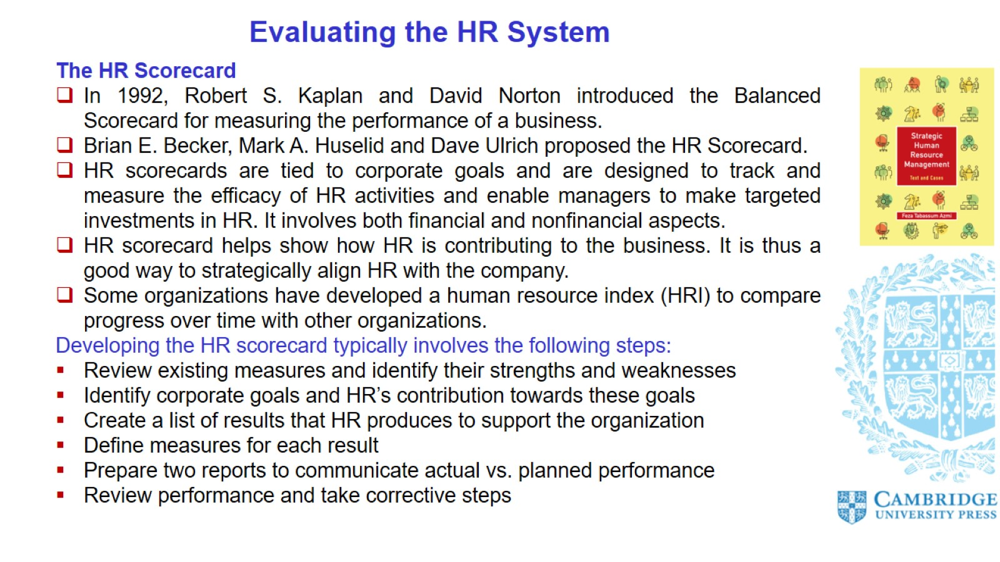 Evaluating the HR System
The HR Scorecard
❑ In 1992, Robert S. Kaplan and David Norton introduced the Balanced
Scorecard for measuring the performance of a business.
❑ Brian E. Becker, Mark A. Huselid and Dave Ulrich proposed the HR Scorecard.
❑ HR scorecards are tied to corporate goals and are designed to track and
measure the efficacy of HR activities and enable managers to make targeted
investments in HR. It involves both financial and nonfinancial aspects.
❑ HR scorecard helps show how HR is contributing to the business. It is thus a
good way to strategically align HR with the company.
❑ Some organizations have developed a human resource index (HRI) to compare
progress over time with other organizations.
Developing the HR scorecard typically involves the following steps:
▪ Review existing measures and identify their strengths and weaknesses
▪ Identify corporate goals and HR’s contribution towards these goals
▪ Create a list of results that HR produces to support the organization
▪ Define measures for each result
▪ Prepare two reports to communicate actual vs. planned performance
▪ Review performance and take corrective steps
Strategic
Human
Resource
Management
Text and Cases
Feza Tabassum Azmi
CAMBRIDGE
UNIVERSITY PRESS